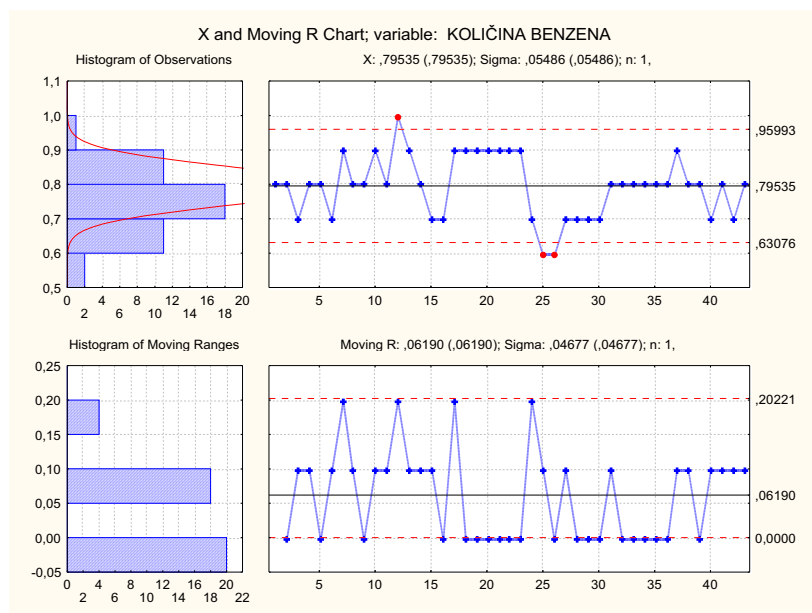 X and Moving R Chart; variable: KOLIČINA BENZENA
Histogram of Observations
X: ,79535 (,79535); Sigma: ,05486 (,05486); n: 1,
1,1
1,0
0,9
0,8
0,7
0,6
0,5
0 2 4 6 8 10 12 14 16 18 20
,95993
,79535
,63076
5 10 15 20 25 30 35 40
Histogram of Moving Ranges
Moving R: ,06190 (,06190); Sigma: ,04677 (,04677); n: 1,
0,25
0,20
0,15
0,10
0,05
0,00
-0,05
0 2 4 6 8 10 12 14 16 18 20 22
,20221
,06190
0,0000
5 10 15 20 25 30 35 40